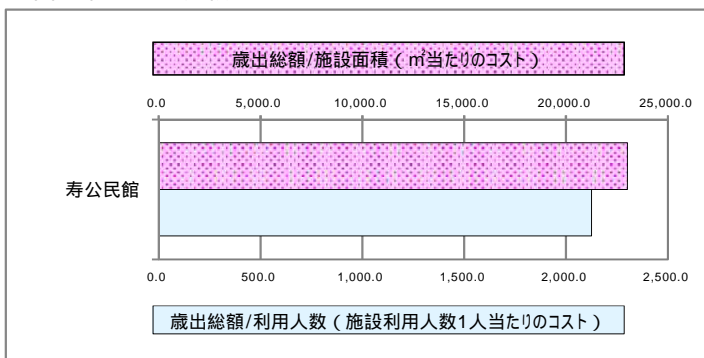 歳出総額/施設面積（㎡当たりのコスト）
0.0 5,000.0 10,000.0 15,000.0 20,000.0 25,000.0
寿公民館
0.0 500.0 1,000.0 1,500.0 2,000.0 2,500.0
歳出総額/利用人数（施設利用人数1人当たりのコスト）